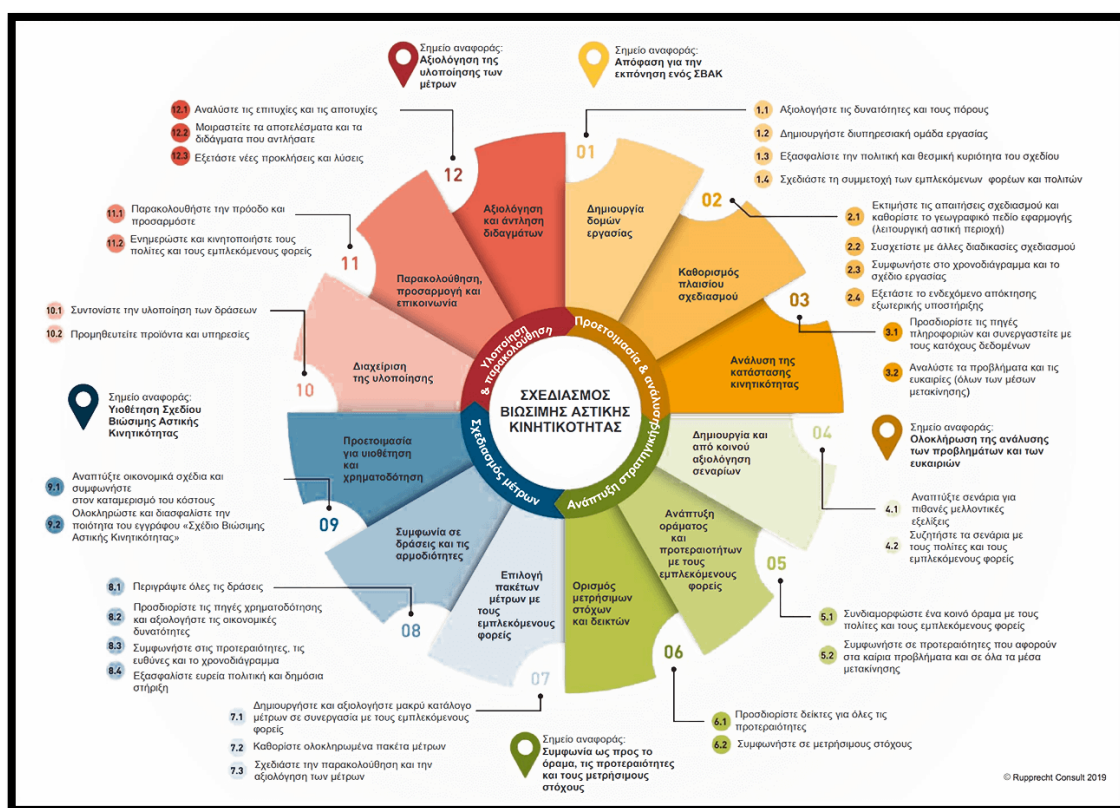 Σημείο αναφοράς:
Αξιολόγηση της
υλοποίησης των
μέτρων
Σημείο αναφοράς:
Απόφαση για την
εκπόνηση ενός ΣΒΑΚ
12.1 Αναλύστε τις επιτυχίες και τις αποτυχίες
12.2 Μοιραστείτε τα αποτελέσματα και τα
διδάγματα που αντλήσατε
12.3 Εξετάστε νέες προκλήσεις και λύσεις
1.1 Αξιολογήστε τις δυνατότητες και τους πόρους
1.2 Δημιουργήστε διυπηρεσιακή ομάδα εργασίας
1.3 Εξασφαλίστε την πολιτική και θεσμική κυριότητα του σχεδίου
1.4 Σχεδιάστε τη συμμετοχή των εμπλεκόμενων φορέων και πολιτών
01
Δημιουργία
δομών
εργασίας
12
Αξιολόγηση
και άντληση
διδαγμάτων
02
Καθορισμός
πλαισίου
σχεδιασμού
2.1 Εκτιμήστε τις απαιτήσεις σχεδιασμού και
καθορίστε το γεωγραφικό πεδίο εφαρμογής
(λειτουργική αστική περιοχή)
2.2 Συσχετίστε με άλλες διαδικασίες σχεδιασμού
2.3 Συμφωνήστε στο χρονοδιάγραμμα και το
σχέδιο εργασίας
2.4 Εξετάστε το ενδεχόμενο απόκτησης
εξωτερικής υποστήριξης
11.1 Παρακολουθήστε την πρόοδο και
προσαρμόστε
11.2 Ενημερώστε και κινητοποιήστε τους
πολίτες και τους εμπλεκόμενους φορείς
11
Παρακολούθηση,
προσαρμογή και
επικοινωνία
03
Ανάλυση της
κατάστασης
κινητικότητας
3.1 Προσδιορίστε τις πηγές
πληροφοριών και συνεργαστείτε με
τους κατόχους δεδομένων
3.2 Αναλύστε τα προβλήματα και τις
ευκαιρίες (όλων των μέσων
μετακίνησης)
10.1 Συντονίστε την υλοποίηση των δράσεων
10.2 Προμηθευτείτε προϊόντα και υπηρεσίες
10
Διαχείριση
της υλοποίησης
Υλοποίηση
& παρακολούθηση
Προετοιμασία & ανάλυση
ΣΧΕΔΙΑΣΜΟΣ
ΒΙΩΣΙΜΗΣ ΑΣΤΙΚΗΣ
ΚΙΝΗΤΙΚΟΤΗΤΑΣ
Σχεδιασμός μέτρων
Ανάπτυξη στρατηγικής
Σημείο αναφοράς:
Υιοθέτηση Σχεδίου
Βιώσιμης Αστικής
Κινητικότητας
Σημείο αναφοράς:
Ολοκλήρωση της ανάλυσης
των προβλημάτων και των
ευκαιριών
04
Δημιουργία και
από κοινού
αξιολόγηση
σεναρίων
4.1 Αναπτύξτε σενάρια για
πιθανές μελλοντικές
εξελίξεις
4.2 Συζητήστε τα σενάρια με
τους πολίτες και τους
εμπλεκόμενους φορείς
Προετοιμασία
για υιοθέτηση
και
χρηματοδότηση
09
9.1 Αναπτύξτε οικονομικά σχέδια και
συμφωνήστε
στον καταμερισμό του κόστους
9.2 Ολοκληρώστε και διασφαλίστε την
ποιότητα του εγγράφου «Σχέδιο Βιώσιμης
Αστικής Κινητικότητας»
Ανάπτυξη
οράματος
και
προτεραιοτήτων
με τους
εμπλεκόμενους
φορείς
05
5.1 Συνδιαμορφώστε ένα κοινό όραμα με τους
πολίτες και τους εμπλεκόμενους φορείς
5.2 Συμφωνήστε σε προτεραιότητες που αφορούν
στα καίρια προβλήματα και σε όλα τα μέσα
μετακίνησης
Συμφωνία σε
δράσεις και τις
αρμοδιότητες
08
8.1 Περιγράψτε όλες τις δράσεις
8.2 Προσδιορίστε τις πηγές χρηματοδότησης
και αξιολογήστε τις οικονομικές
δυνατότητες
8.3 Συμφωνήστε στις προτεραιότητες, τις
ευθύνες και το χρονοδιάγραμμα
8.4 Εξασφαλίστε ευρεία πολιτική και δημόσια
στήριξη
Επιλογή
πακέτων
μέτρων με
τους
εμπλεκόμενους
φορείς
07
Ορισμός
μετρήσιμων
στόχων
και δεικτών
06
7.1 Δημιουργήστε και αξιολογήστε μακρύ κατάλογο
μέτρων σε συνεργασία με τους εμπλεκόμενους
φορείς
7.2 Καθορίστε ολοκληρωμένα πακέτα μέτρων
7.3 Σχεδιάστε την παρακολούθηση και την
αξιολόγηση των μέτρων
Σημείο αναφοράς:
Συμφωνία ως προς το
όραμα, τις προτεραιότητες
και τους μετρήσιμους
στόχους
6.1 Προσδιορίστε δείκτες για όλες τις
προτεραιότητες
6.2 Συμφωνήστε σε μετρήσιμους στόχους
© Rupprecht Consult 2019